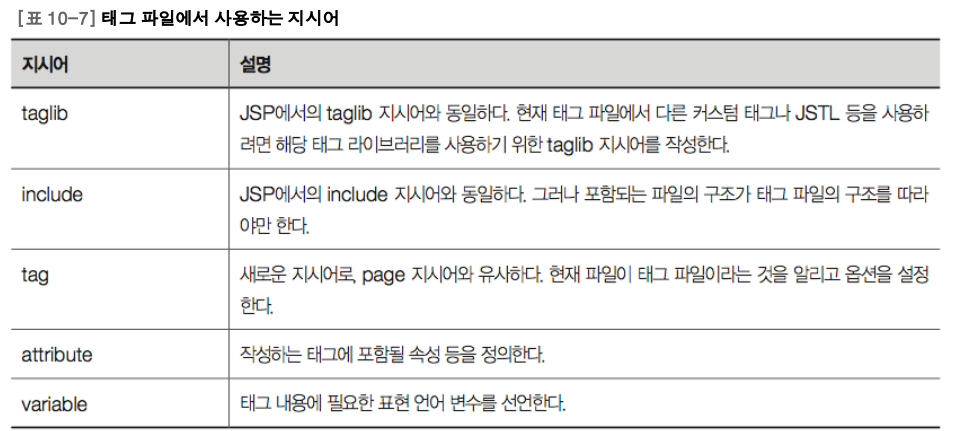 [표 10-7] 태그 파일에서 사용하는 지시어
지시어 설명
taglib JSP에서의 taglib 지시어와 동일하다. 현재 태그 파일에서 다른 커스텀 태그나 JSTL 등을 사용하
려면 해당 태그 라이브러리를 사용하기 위한 taglib 지시어를 작성한다.
include JSP에서의 include 지시어와 동일하다. 그러나 포함되는 파일의 구조가 태그 파일의 구조를 따라
야만 한다.
tag 새로운 지시어로, page 지시어와 유사하다. 현재 파일이 태그 파일이라는 것을 알리고 옵션을 설정
한다.
attribute 작성하는 태그에 포함될 속성 등을 정의한다.
variable 태그 내용에 필요한 표현 언어 변수를 선언한다.